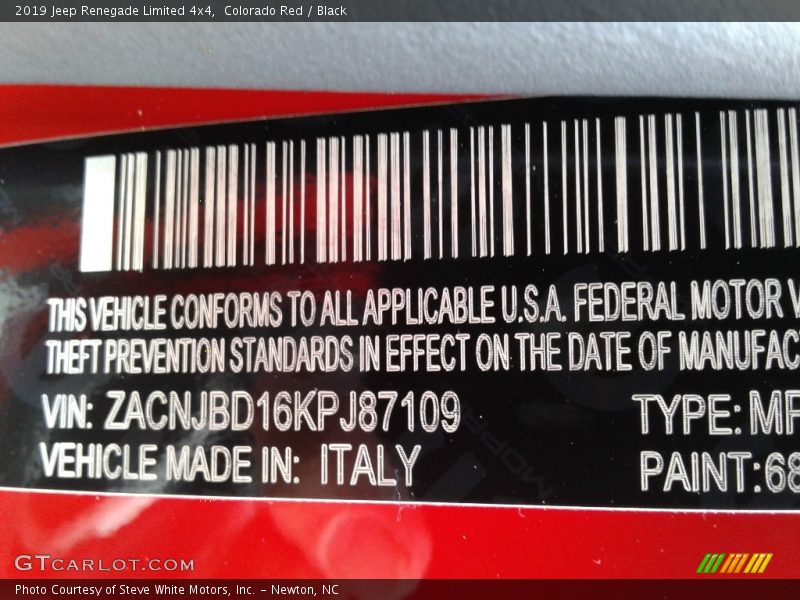 2019 Jeep Renegade Limited 4x4, Colorado Red / Black
THIS VEHICLE CONFORMS TO ALL APPLICABLE U.S.A. FEDERAL MOTOR
THEFT PREVENTION STANDARDS IN EFFECT ON THE DATE OF MANUFAC
VIN: ZACNJBD16KPJ87109 TYPE: MF
VEHICLE MADE IN: ITALY PAINT:68
GTCARLOT.COM
Photo Courtesy of Steve White Motors, Inc. – Newton, NC